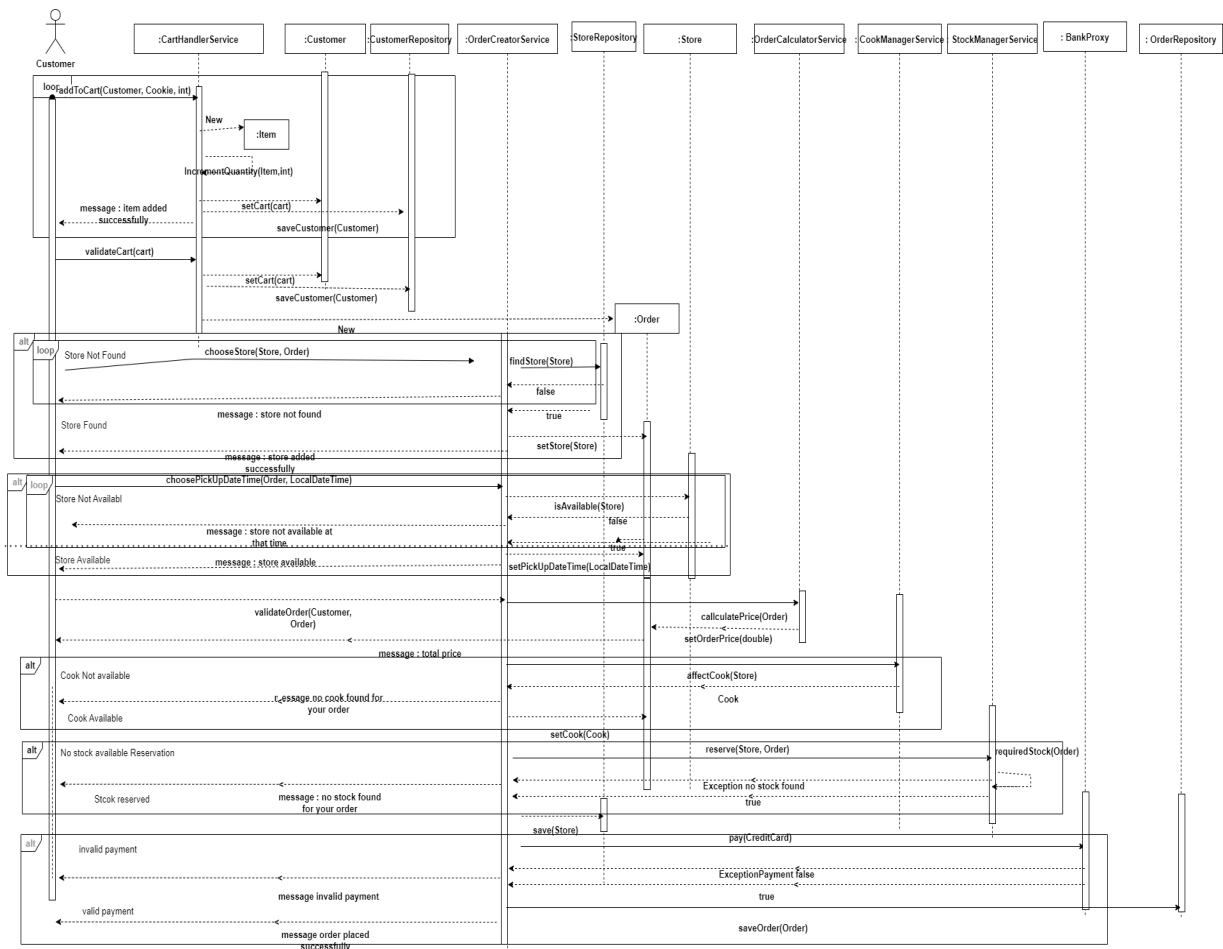 :CartHandlerService
:Customer
:CustomerRepository
:OrderCreatorService
:StoreRepository
:Store
:OrderCalculatorService
: CookManagerService
: StockManagerService
: BankProxy
: OrderRepository
Customer
loop
addToCart(Customer, Cookie, int)
New
:Item
IncrementQuantity(Item,int)
setCart(cart)
message : item added
successfully
saveCustomer(Customer)
validateCart(cart)
setCart(cart)
saveCustomer(Customer)
:Order
New
alt
loop
Store Not Found
chooseStore(Store, Order)
findStore(Store)
false
message : store not found
true
Store Found
setStore(Store)
message : store added
successfully
alt
loop
choosePickUpDateTime(Order, LocalDateTime)
Store Not Availabl
isAvailable(Store)
false
message : store not available at
that time
true
Store Available
message : store available
setPickUpDateTime(LocalDateTime)
validateOrder(Customer,
Order)
callculatePrice(Order)
setOrderPrice(double)
message : total price
alt
Cook Not available
affectCook(Store)
essage no cook found for
your order
Cook
Cook Available
setCook(Cook)
alt
No stock available Reservation
reserve(Store, Order)
requiredStock(Order)
Exception no stock found
Stcok reserved
message : no stock found
for your order
true
save(Store)
alt
invalid payment
pay(CreditCard)
ExceptionPayment false
message invalid payment
true
valid payment
saveOrder(Order)
message order placed
successfully